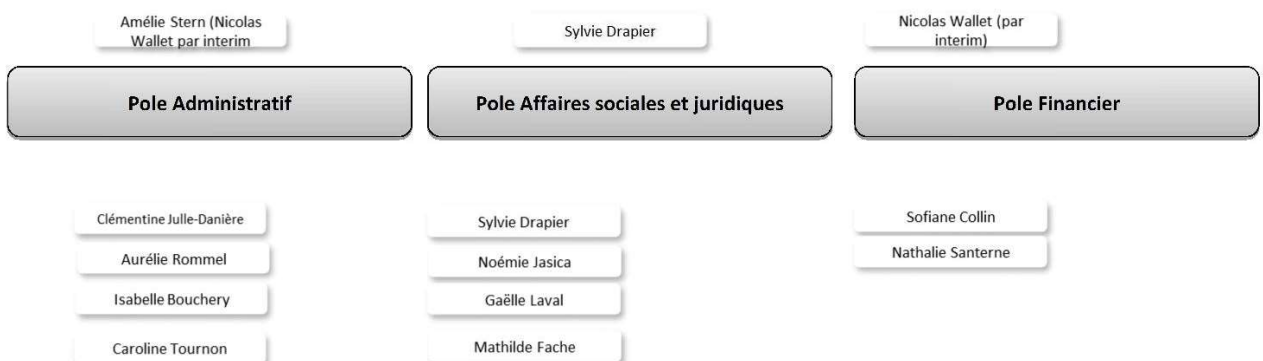 Amélie Stern (Nicolas
Wallet par interim
Sylvie Drapier
Nicolas Wallet (par
interim)
Pole Administratif
Pole Affaires sociales et juridiques
Pole Financier
Clémentine Julle-Danière
Aurélie Rommel
Isabelle Bouchery
Caroline Tournon
Sylvie Drapier
Noémie Jasica
Gaëlle Laval
Mathilde Fache
Sofiane Collin
Nathalie Santerne